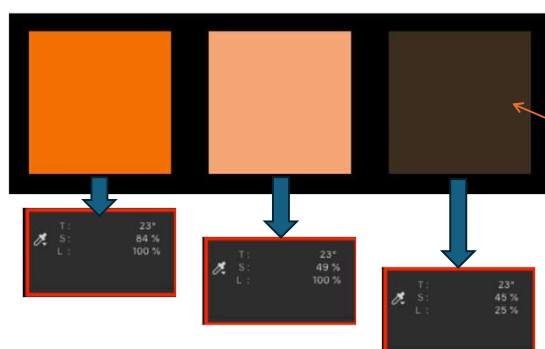 T: 23°
S: 84 %
L: 100 %
T: 23°
S: 49 %
L: 100 %
T: 23°
S: 45 %
L: 25 %